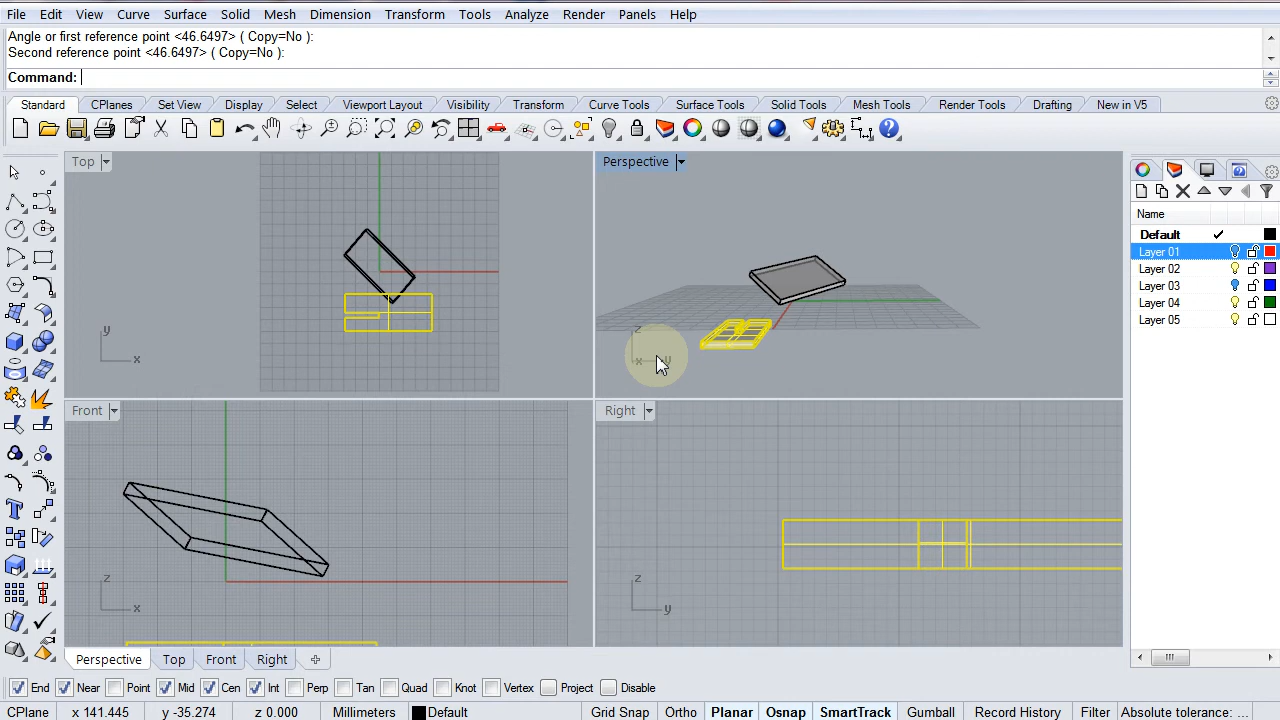 File Edit View Curve Surface Solid Mesh Dimension Transform Tools Analyze Render Panels Help
Angle or first reference point <46.6497> ( Copy=No ):
Second reference point <46.6497> ( Copy=No ):
Command:
Standard CPlanes Set View Display Select Viewport Layout Visibility Transform Curve Tools Surface Tools Solid Tools Mesh Tools Render Tools Drafting New in V5
Top Perspective
Name
Default
Layer 01
Layer 02
Layer 03
Layer 04
Layer 05
y x z x y
Front Right
z x z y
Perspective Top Front Right
End Near Point Mid Cen Int Perp Tan Quad Knot Vertex Project Disable
CPlane x 141.445 y -35.274 z 0.000 Millimeters Default Grid Snap Ortho Planar Osnap SmartTrack Gumball Record History Filter Absolute tolerance: ...